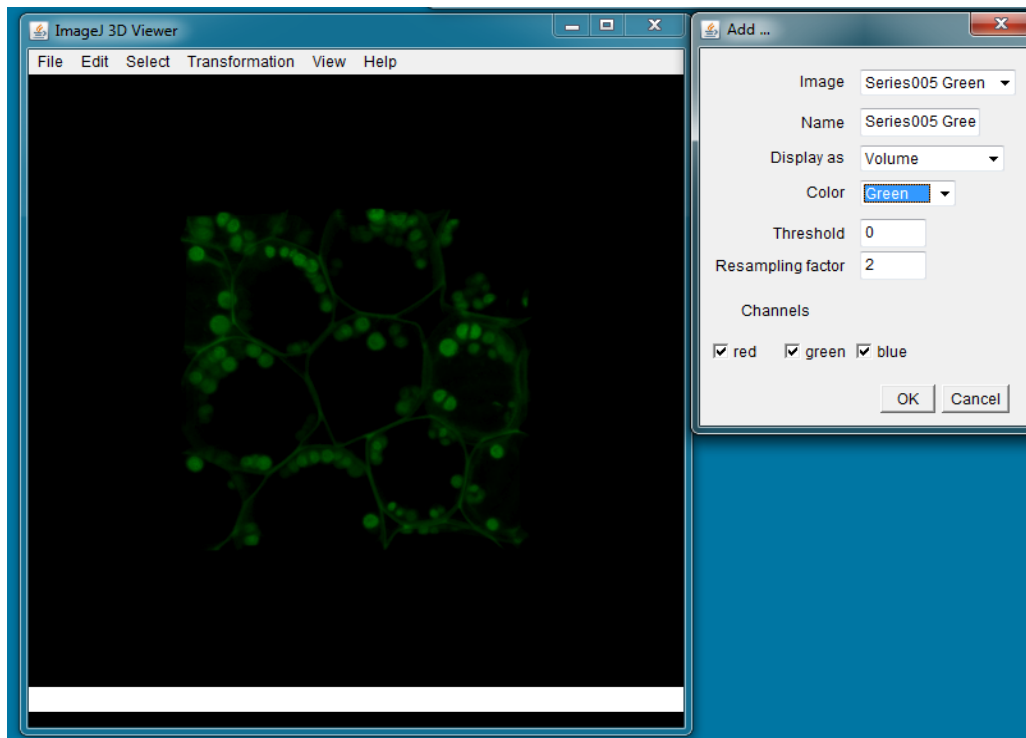 ImageJ 3D Viewer
File Edit Select Transformation View Help
Add ...
Image Series005 Green
Name Series005 Gree
Display as Volume
Color Green
Threshold 0
Resampling factor 2
Channels
red green blue
OK Cancel